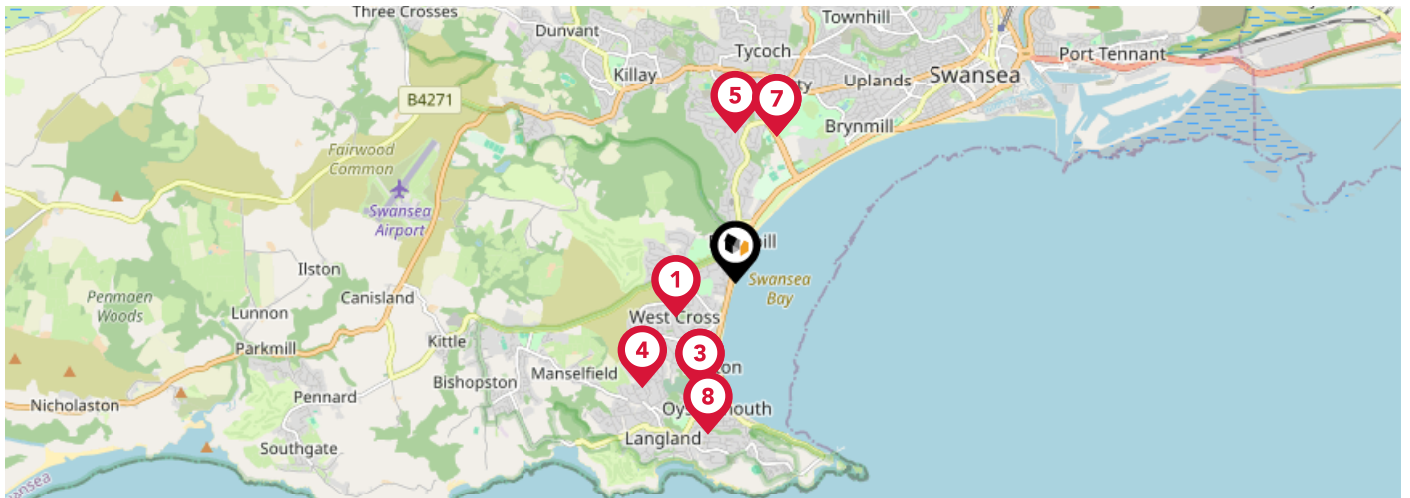 Three Crosses
Townhill
Dunvant
Tycoch
Port Tennant
Killay
Uplands
Swansea
B4271
5
7
Brynmill
Fairwood
Common
Swansea
Airport
Ilston
1
Swansea
Bay
Penmaen
Woods
Canisland
Lunnon
West Cross
Kittle
Parkmill
4
3
Manselfield
Bishopston
8
Pennard
Nicholaston
Langland
Southgate